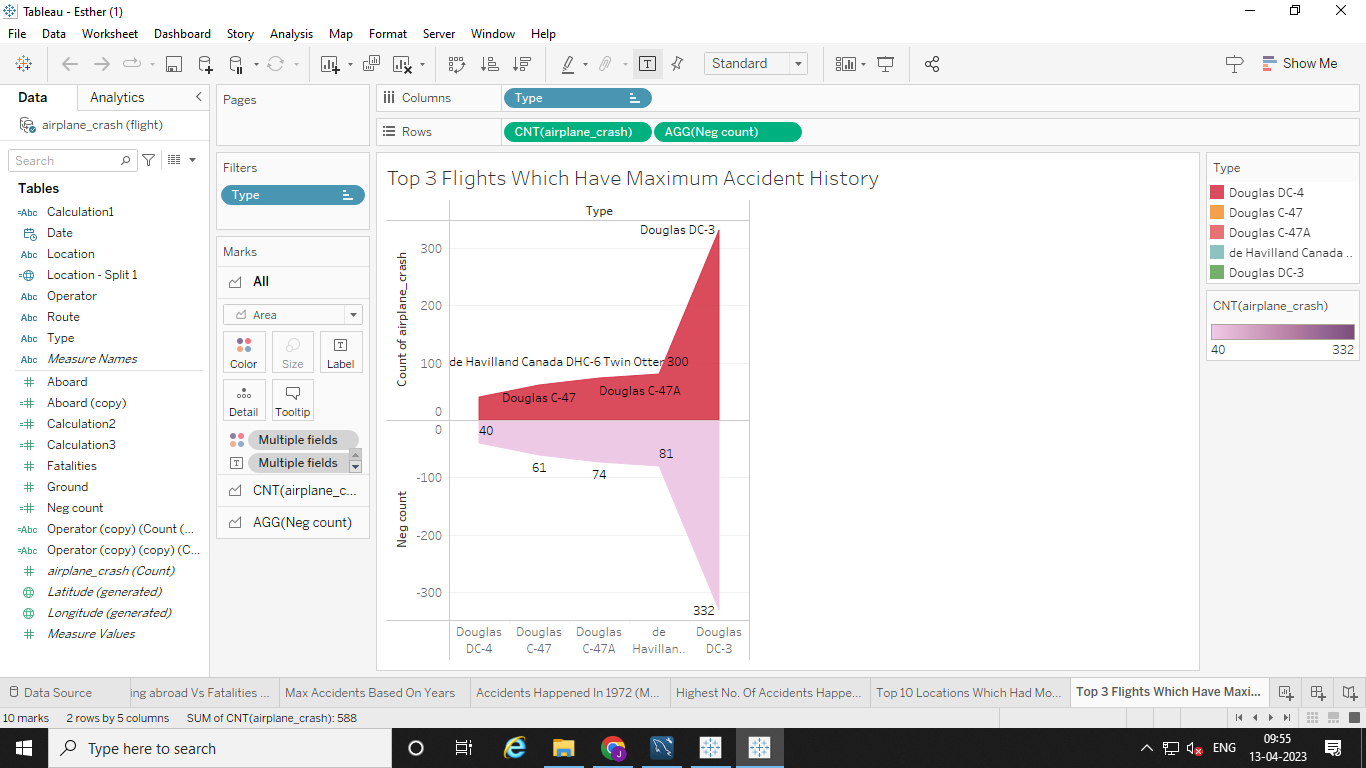 Tableau - Esther (1)
File Data Worksheet Dashboard Story Analysis Map Format Server Window Help
Standard
Show Me
Data Analytics
airplane_crash (flight)
Search
Tables
=Abc Calculation1
Date
Abc Location
Location - Split 1
Abc Operator
Abc Route
Abc Type
Abc Measure Names
Aboard
Aboard (copy)
Calculation2
Calculation3
Fatalities
Ground
Neg count
=Abc Operator (copy) (Count (...
=Abc Operator (copy) (copy) (C...
airplane_crash (Count)
Latitude (generated)
Longitude (generated)
Measure Values
Pages
Filters
Type
Marks
All
Area
Color Size Label
Detail Tooltip
Multiple fields
Multiple fields
CNT(airplane_c...
AGG(Neg count)
Columns Type
Rows CNT(airplane_crash) AGG(Neg count)
Top 3 Flights Which Have Maximum Accident History
Type
Count of airplane_crash
300
200
100
0
Douglas DC-3
de Havilland Canada DHC-6 Twin Otter 300
Douglas C-47
Douglas C-47A
Neg count
0
-100
-200
-300
40
61
74
81
332
Douglas DC-4
Douglas C-47
Douglas C-47A
de Havillan..
Douglas DC-3
Type
Douglas DC-4
Douglas C-47
Douglas C-47A
de Havilland Canada ..
Douglas DC-3
CNT(airplane_crash)
40 332
Data Source ing abroad Vs Fatalities ... Max Accidents Based On Years Accidents Happened In 1972 (M... Highest No. Of Accidents Happe... Top 10 Locations Which Had Mo... Top 3 Flights Which Have Maxi...
10 marks 2 rows by 5 columns SUM of CNT(airplane_crash): 588
Type here to search
J
ENG
09:55
13-04-2023